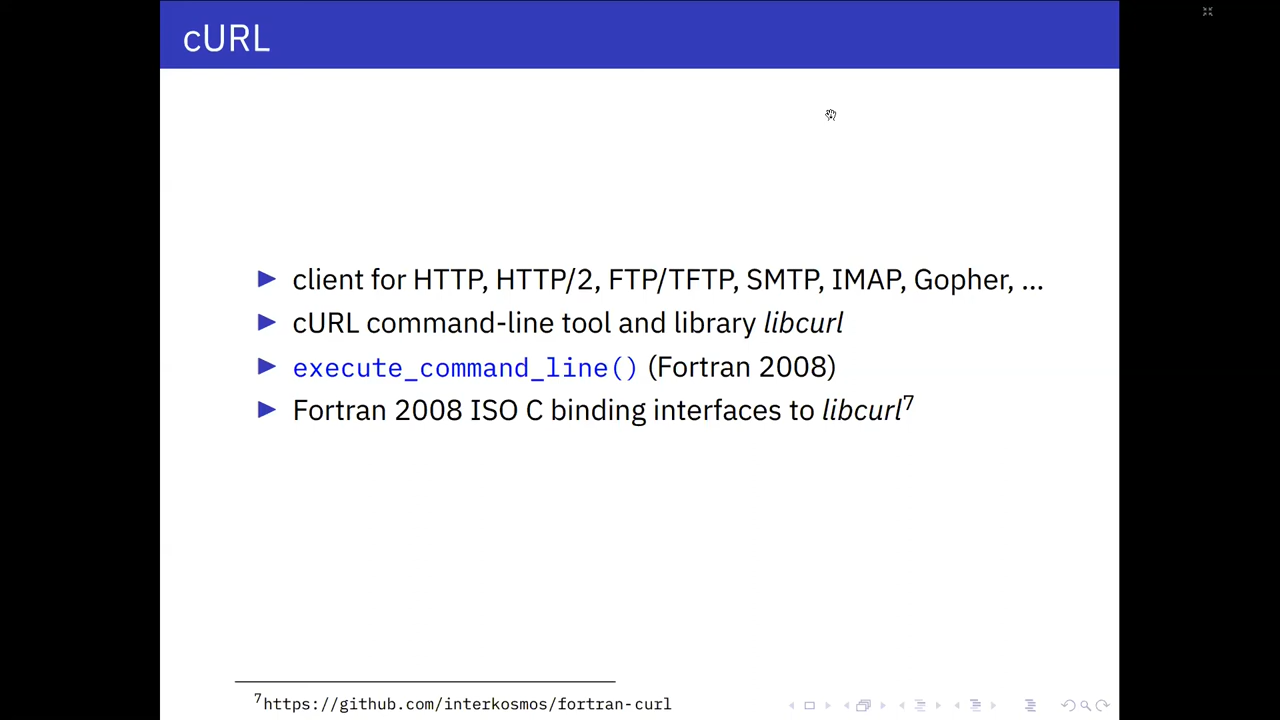 cURL
client for HTTP, HTTP/2, FTP/TFTP, SMTP, IMAP, Gopher, ...
cURL command-line tool and library libcurl
execute_command_line() (Fortran 2008)
Fortran 2008 ISO C binding interfaces to libcurl⁷
⁷https://github.com/interkosmos/fortran-curl